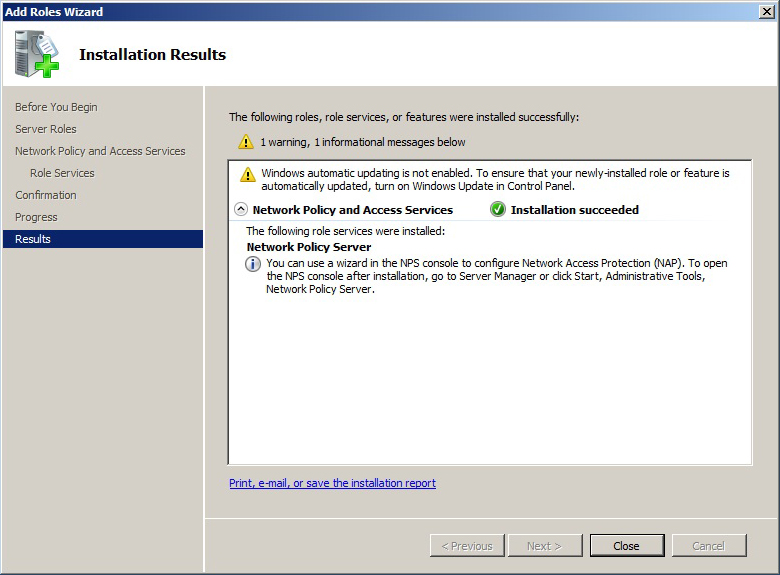 Add Roles Wizard
Installation Results
Before You Begin
Server Roles
Network Policy and Access Services
Role Services
Confirmation
Progress
Results
The following roles, role services, or features were installed successfully:
1 warning, 1 informational messages below
Windows automatic updating is not enabled. To ensure that your newly-installed role or feature is
automatically updated, turn on Windows Update in Control Panel.
Network Policy and Access Services Installation succeeded
The following role services were installed:
Network Policy Server
You can use a wizard in the NPS console to configure Network Access Protection (NAP). To open
the NPS console after installation, go to Server Manager or click Start, Administrative Tools,
Network Policy Server.
Print, e-mail, or save the installation report
< Previous Next > Close Cancel